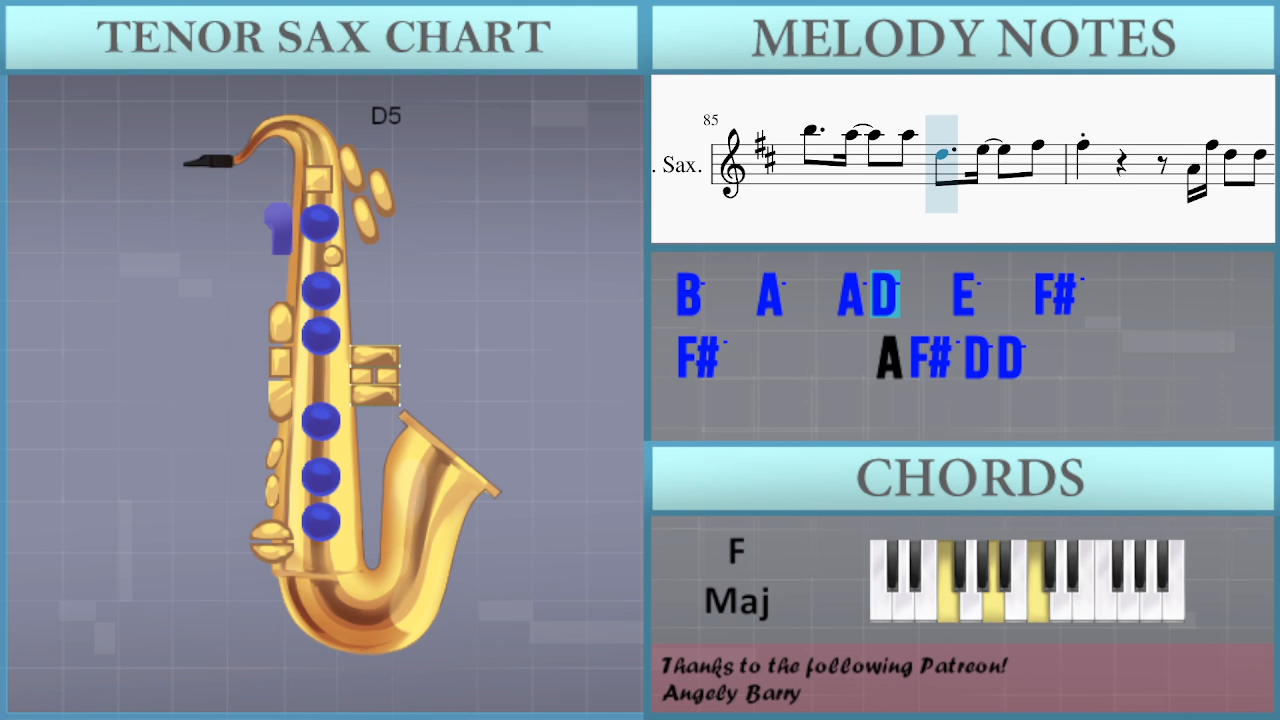 TENOR SAX CHART
D5
MELODY NOTES
85
. Sax.
B- A- A-D- E- F#-
F#- A F#-D-D-
CHORDS
F
Maj
Thanks to the following Patreon!
Angely Barry